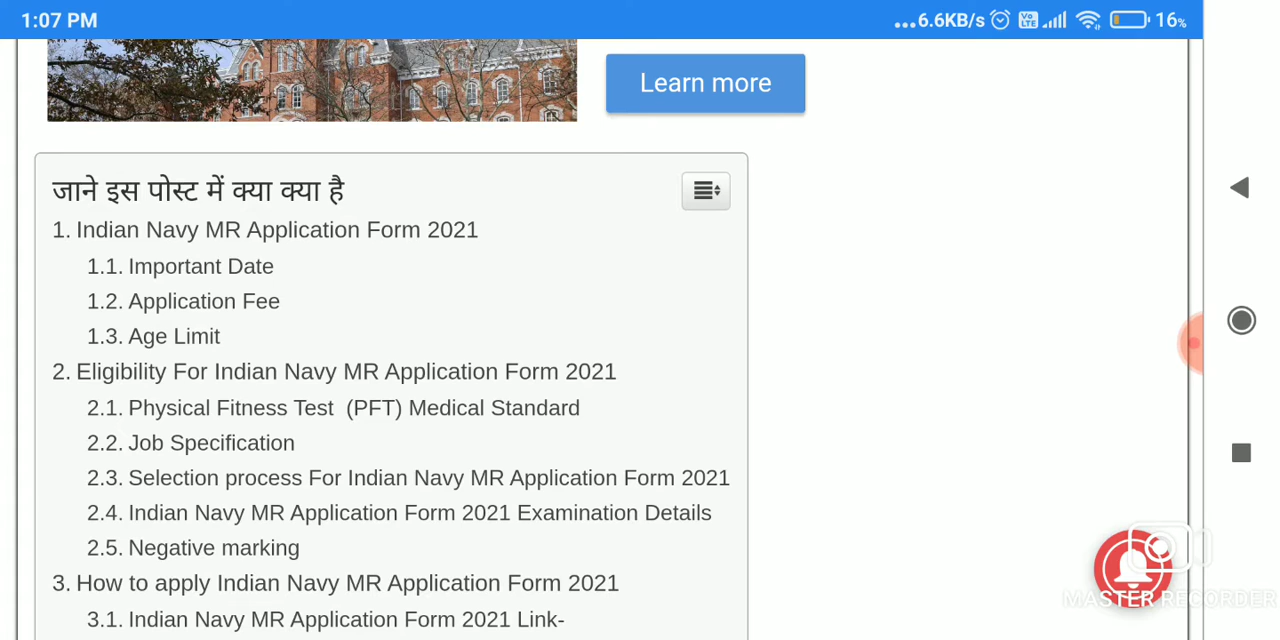 1:07 PM
...6.6KB/s Vo LTE 16%
Learn more
जाने इस पोस्ट में क्या क्या है
1. Indian Navy MR Application Form 2021
1.1. Important Date
1.2. Application Fee
1.3. Age Limit
2. Eligibility For Indian Navy MR Application Form 2021
2.1. Physical Fitness Test (PFT) Medical Standard
2.2. Job Specification
2.3. Selection process For Indian Navy MR Application Form 2021
2.4. Indian Navy MR Application Form 2021 Examination Details
2.5. Negative marking
3. How to apply Indian Navy MR Application Form 2021
3.1. Indian Navy MR Application Form 2021 Link-
MASTER RECORDER